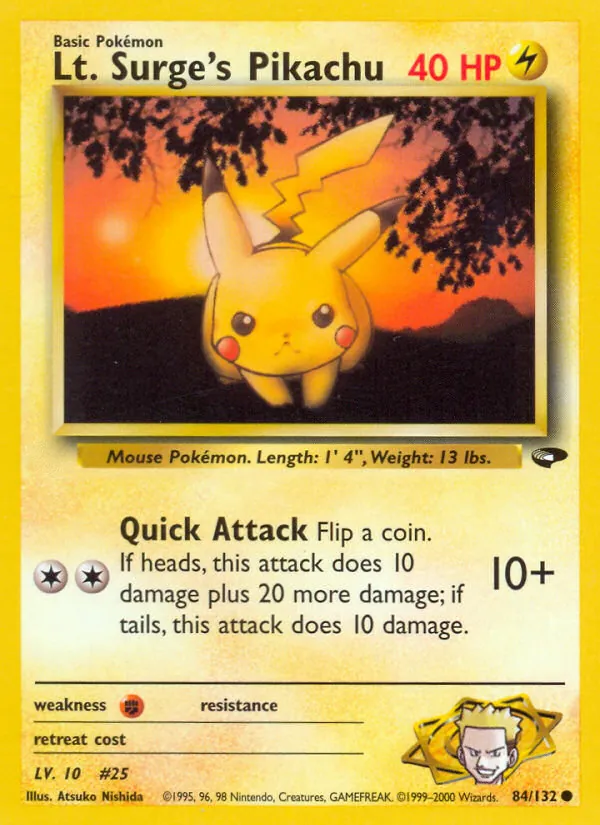 Basic Pokémon
Lt. Surge's Pikachu 40 HP
Mouse Pokémon. Length: 1' 4", Weight: 13 lbs.
Quick Attack Flip a coin.
If heads, this attack does 10
damage plus 20 more damage; if
tails, this attack does 10 damage.
10+
weakness resistance
retreat cost
LV. 10 #25
Illus. Atsuko Nishida ©1995, 96, 98 Nintendo, Creatures, GAMEFREAK. ©1999-2000 Wizards. 84/132